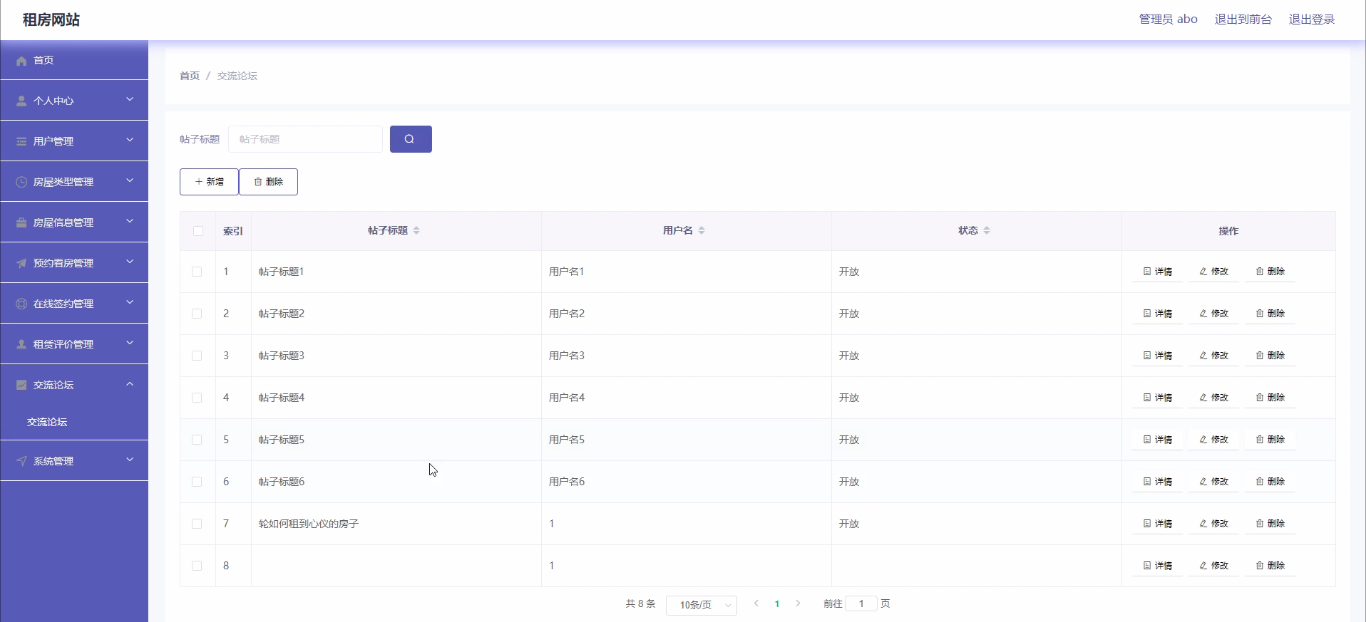 租房网站
管理员 abo 退出到前台 退出登录
首页
个人中心
用户管理
房屋类型管理
房屋信息管理
预约看房管理
在线签约管理
租赁评价管理
交流论坛
交流论坛
系统管理
首页 / 交流论坛
帖子标题 帖子标题
新增 删除
索引 帖子标题 用户名 状态 操作
1 帖子标题1 用户名1 开放 详情 修改 删除
2 帖子标题2 用户名2 开放 详情 修改 删除
3 帖子标题3 用户名3 开放 详情 修改 删除
4 帖子标题4 用户名4 开放 详情 修改 删除
5 帖子标题5 用户名5 开放 详情 修改 删除
6 帖子标题6 用户名6 开放 详情 修改 删除
7 轮如何租到心仪的房子 1 开放 详情 修改 删除
8 1 详情 修改 删除
共 8 条 10条/页 1 前往 1 页